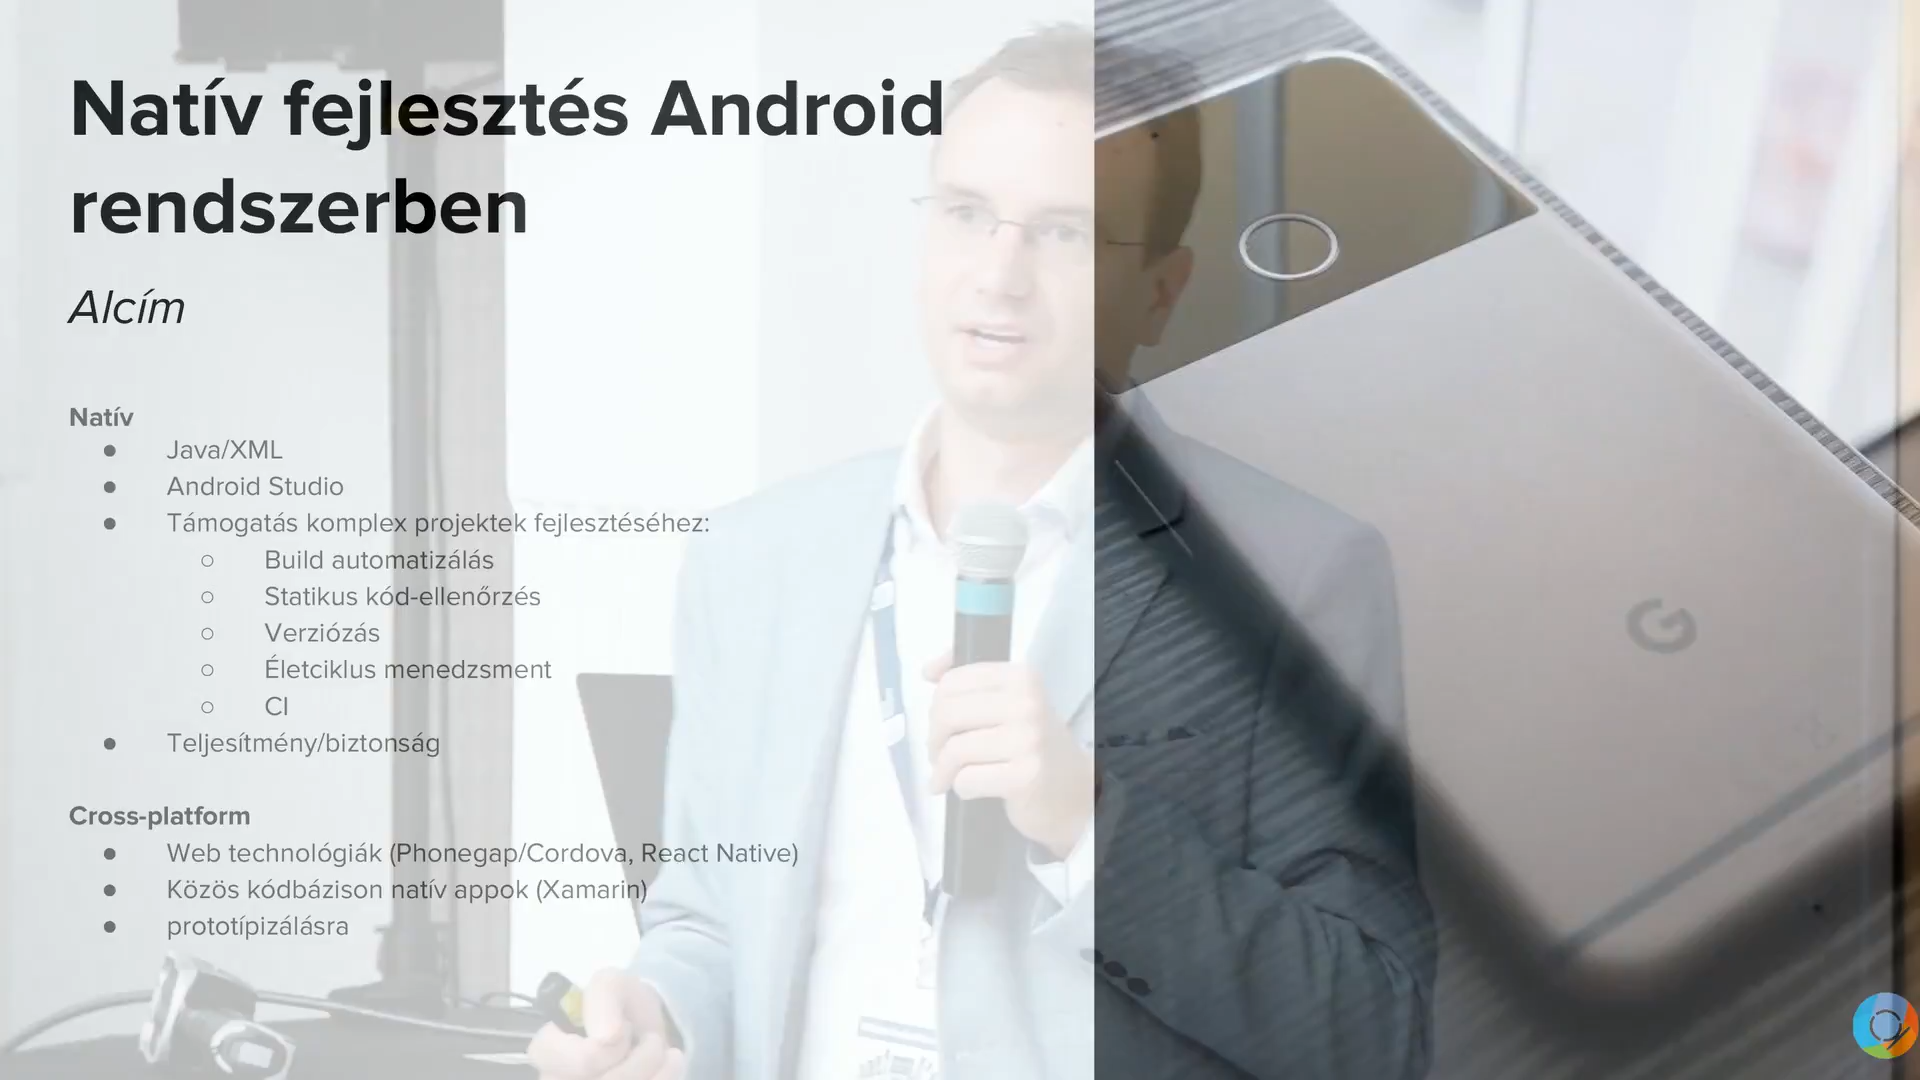 Natív fejlesztés Android
rendszerben
Alcím
Natív
● Java/XML
● Android Studio
● Támogatás komplex projektek fejlesztéséhez:
○ Build automatizálás
○ Statikus kód-ellenőrzés
○ Verziózás
○ Életciklus menedzsment
○ CI
● Teljesítmény/biztonság
Cross-platform
● Web technológiák (Phonegap/Cordova, React Native)
● Közös kódbázison natív appok (Xamarin)
● prototípizálásra
G